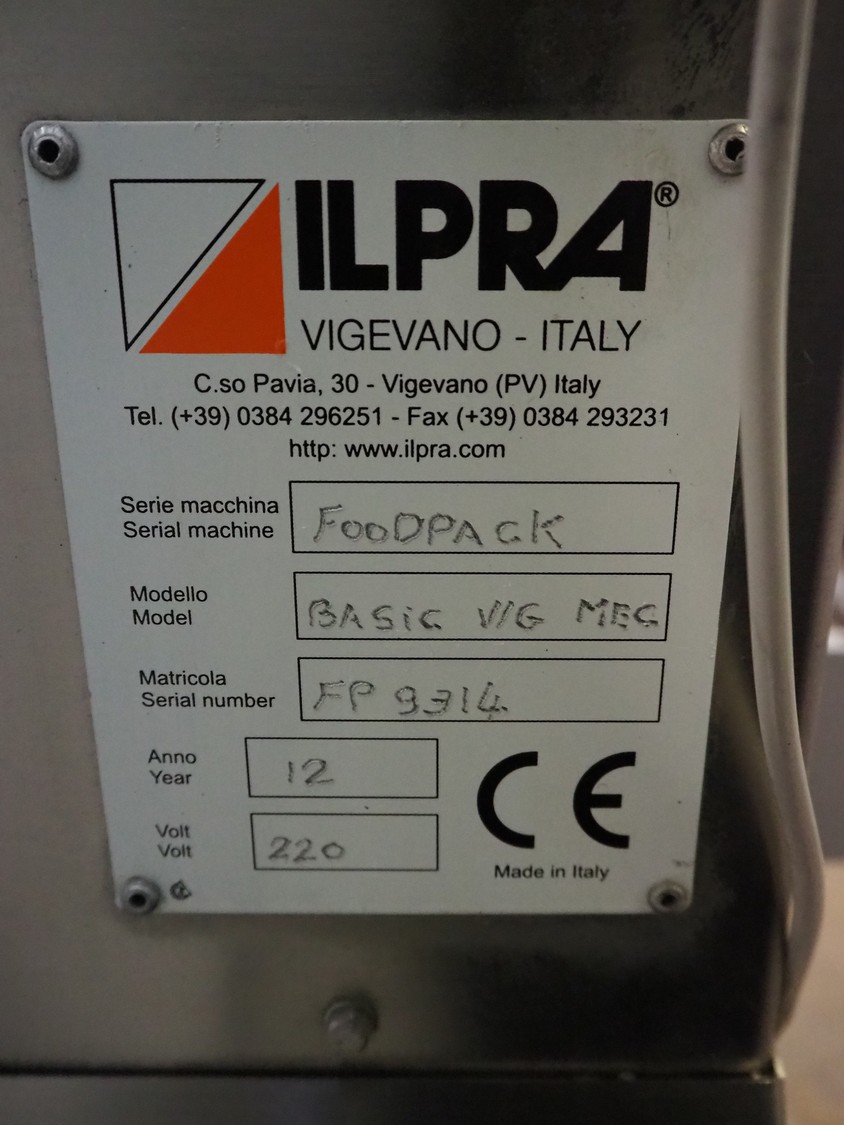 ILPRA®
VIGEVANO - ITALY
C.so Pavia, 30 - Vigevano (PV) Italy
Tel. (+39) 0384 296251 - Fax (+39) 0384 293231
http: www.ilpra.com
Serie macchina
Serial machine
FOODPACK
Modello
Model
BASIC V/G MEC
Matricola
Serial number
FP 9314
Anno
Year
12
Volt
Volt
220
CE
Made in Italy